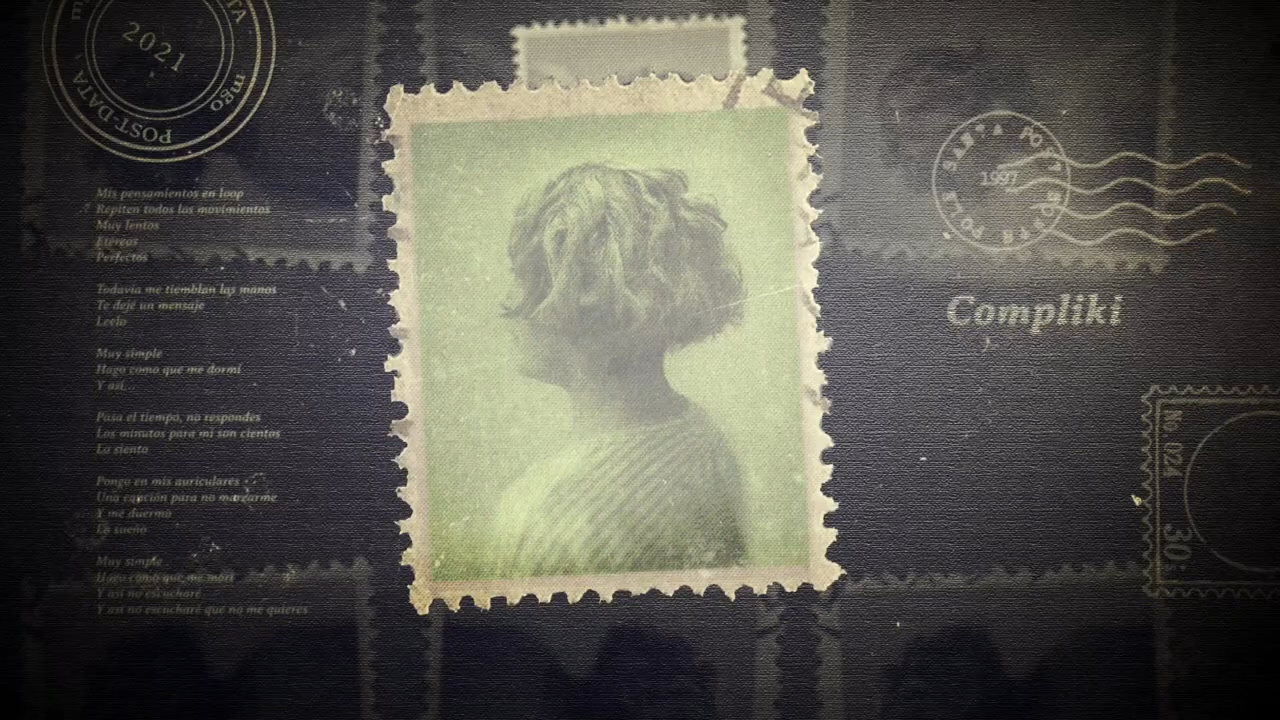 2021
POST-DATA
mgo
Mis pensamientos en loop
Repiten todos los movimientos
Muy lentos
Etéreos
Perfectos
Todavía me tiemblan las manos
Te dejé un mensaje
Leelo
Muy simple
Hago como que me dormí
Y así...
Pasa el tiempo, no respondes
Los minutos para mi son cientos
Lo siento
Pongo en mis auriculares
Una canción para no marearme
Y me duermo
Lo sueño
Muy simple
Hago como que me morí
Y así no escucharé
Y así no escucharé que no me quieres
1997
Compliki
No. 024
30s